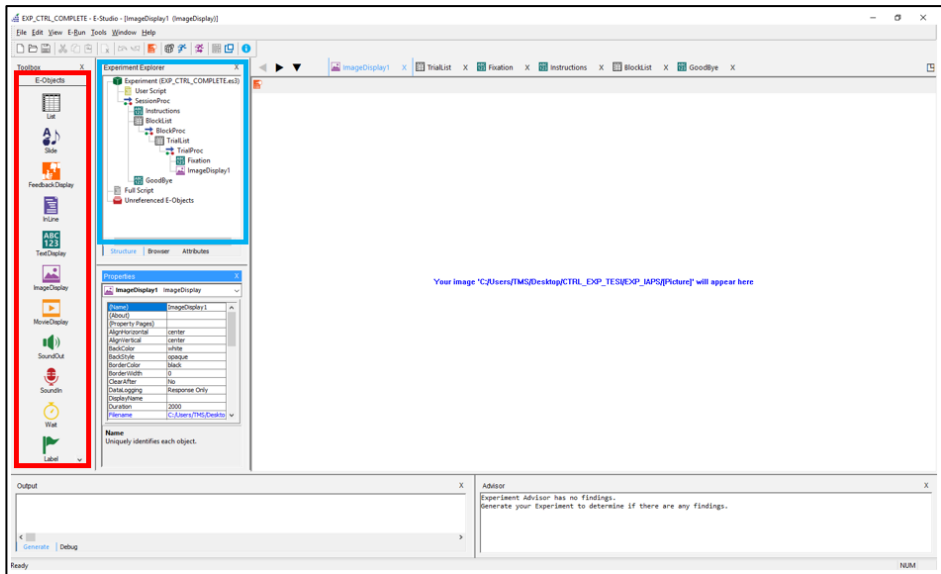 EXP_CTRL_COMPLETE - E-Studio - [ImageDisplay1 (ImageDisplay)]
File Edit View E-Run Tools Window Help
Toolbox X
E-Objects
List
Slide
FeedbackDisplay
InLine
ABC
123
TextDisplay
ImageDisplay
MovieDisplay
SoundOut
SoundIn
Wait
Label
Experiment Explorer X
Experiment (EXP_CTRL_COMPLETE.es3)
User Script
SessionProc
Instructions
BlockList
BlockProc
TrialList
TrialProc
Fixation
ImageDisplay1
GoodBye
Full Script
Unreferenced E-Objects
Structure Browser Attributes
Properties X
ImageDisplay1 ImageDisplay
(Name) ImageDisplay1
(About)
(Property Pages)
AlignHorizontal center
AlignVertical center
BackColor white
BackStyle opaque
BorderColor black
BorderWidth 0
ClearAfter No
DataLogging Response Only
DisplayName
Duration 2000
Filename C:/Users/TMS/Deskto
Name
Uniquely identifies each object.
ImageDisplay1 X TrialList X Fixation X Instructions X BlockList X GoodBye X
Your image 'C:/Users/TMS/Desktop/CTRL_EXP_TESI/EXP_IAPS/[Picture]' will appear here
Output X
Generate Debug
Advisor X
Experiment Advisor has no findings.
Generate your Experiment to determine if there are any findings.
Ready NUM